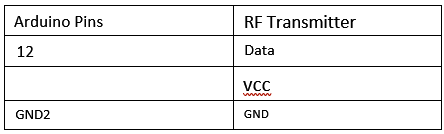 Arduino Pins RF Transmitter
12 Data
VCC
GND2 GND